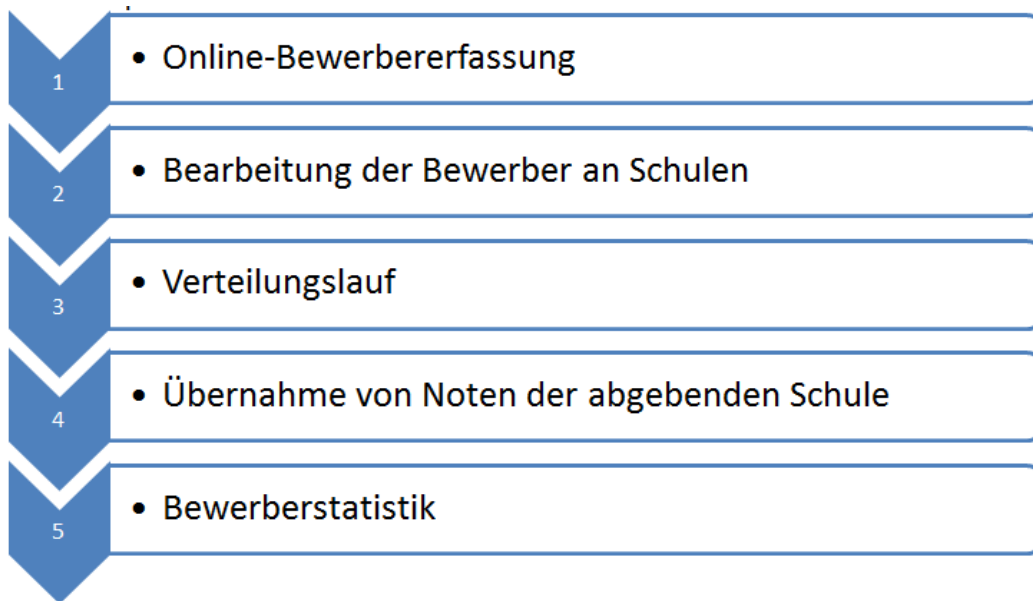 1
• Online-Bewerbererfassung
2
• Bearbeitung der Bewerber an Schulen
3
• Verteilungslauf
4
• Übernahme von Noten der abgebenden Schule
5
• Bewerberstatistik